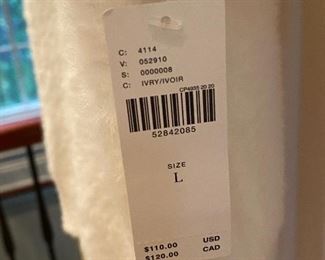 C: 4114
V: 052910
S: 0000008
C: IVRY/IVOIR
CP4935 20 20
52842085
SIZE
L
$110.00 USD
$120.00 CAD